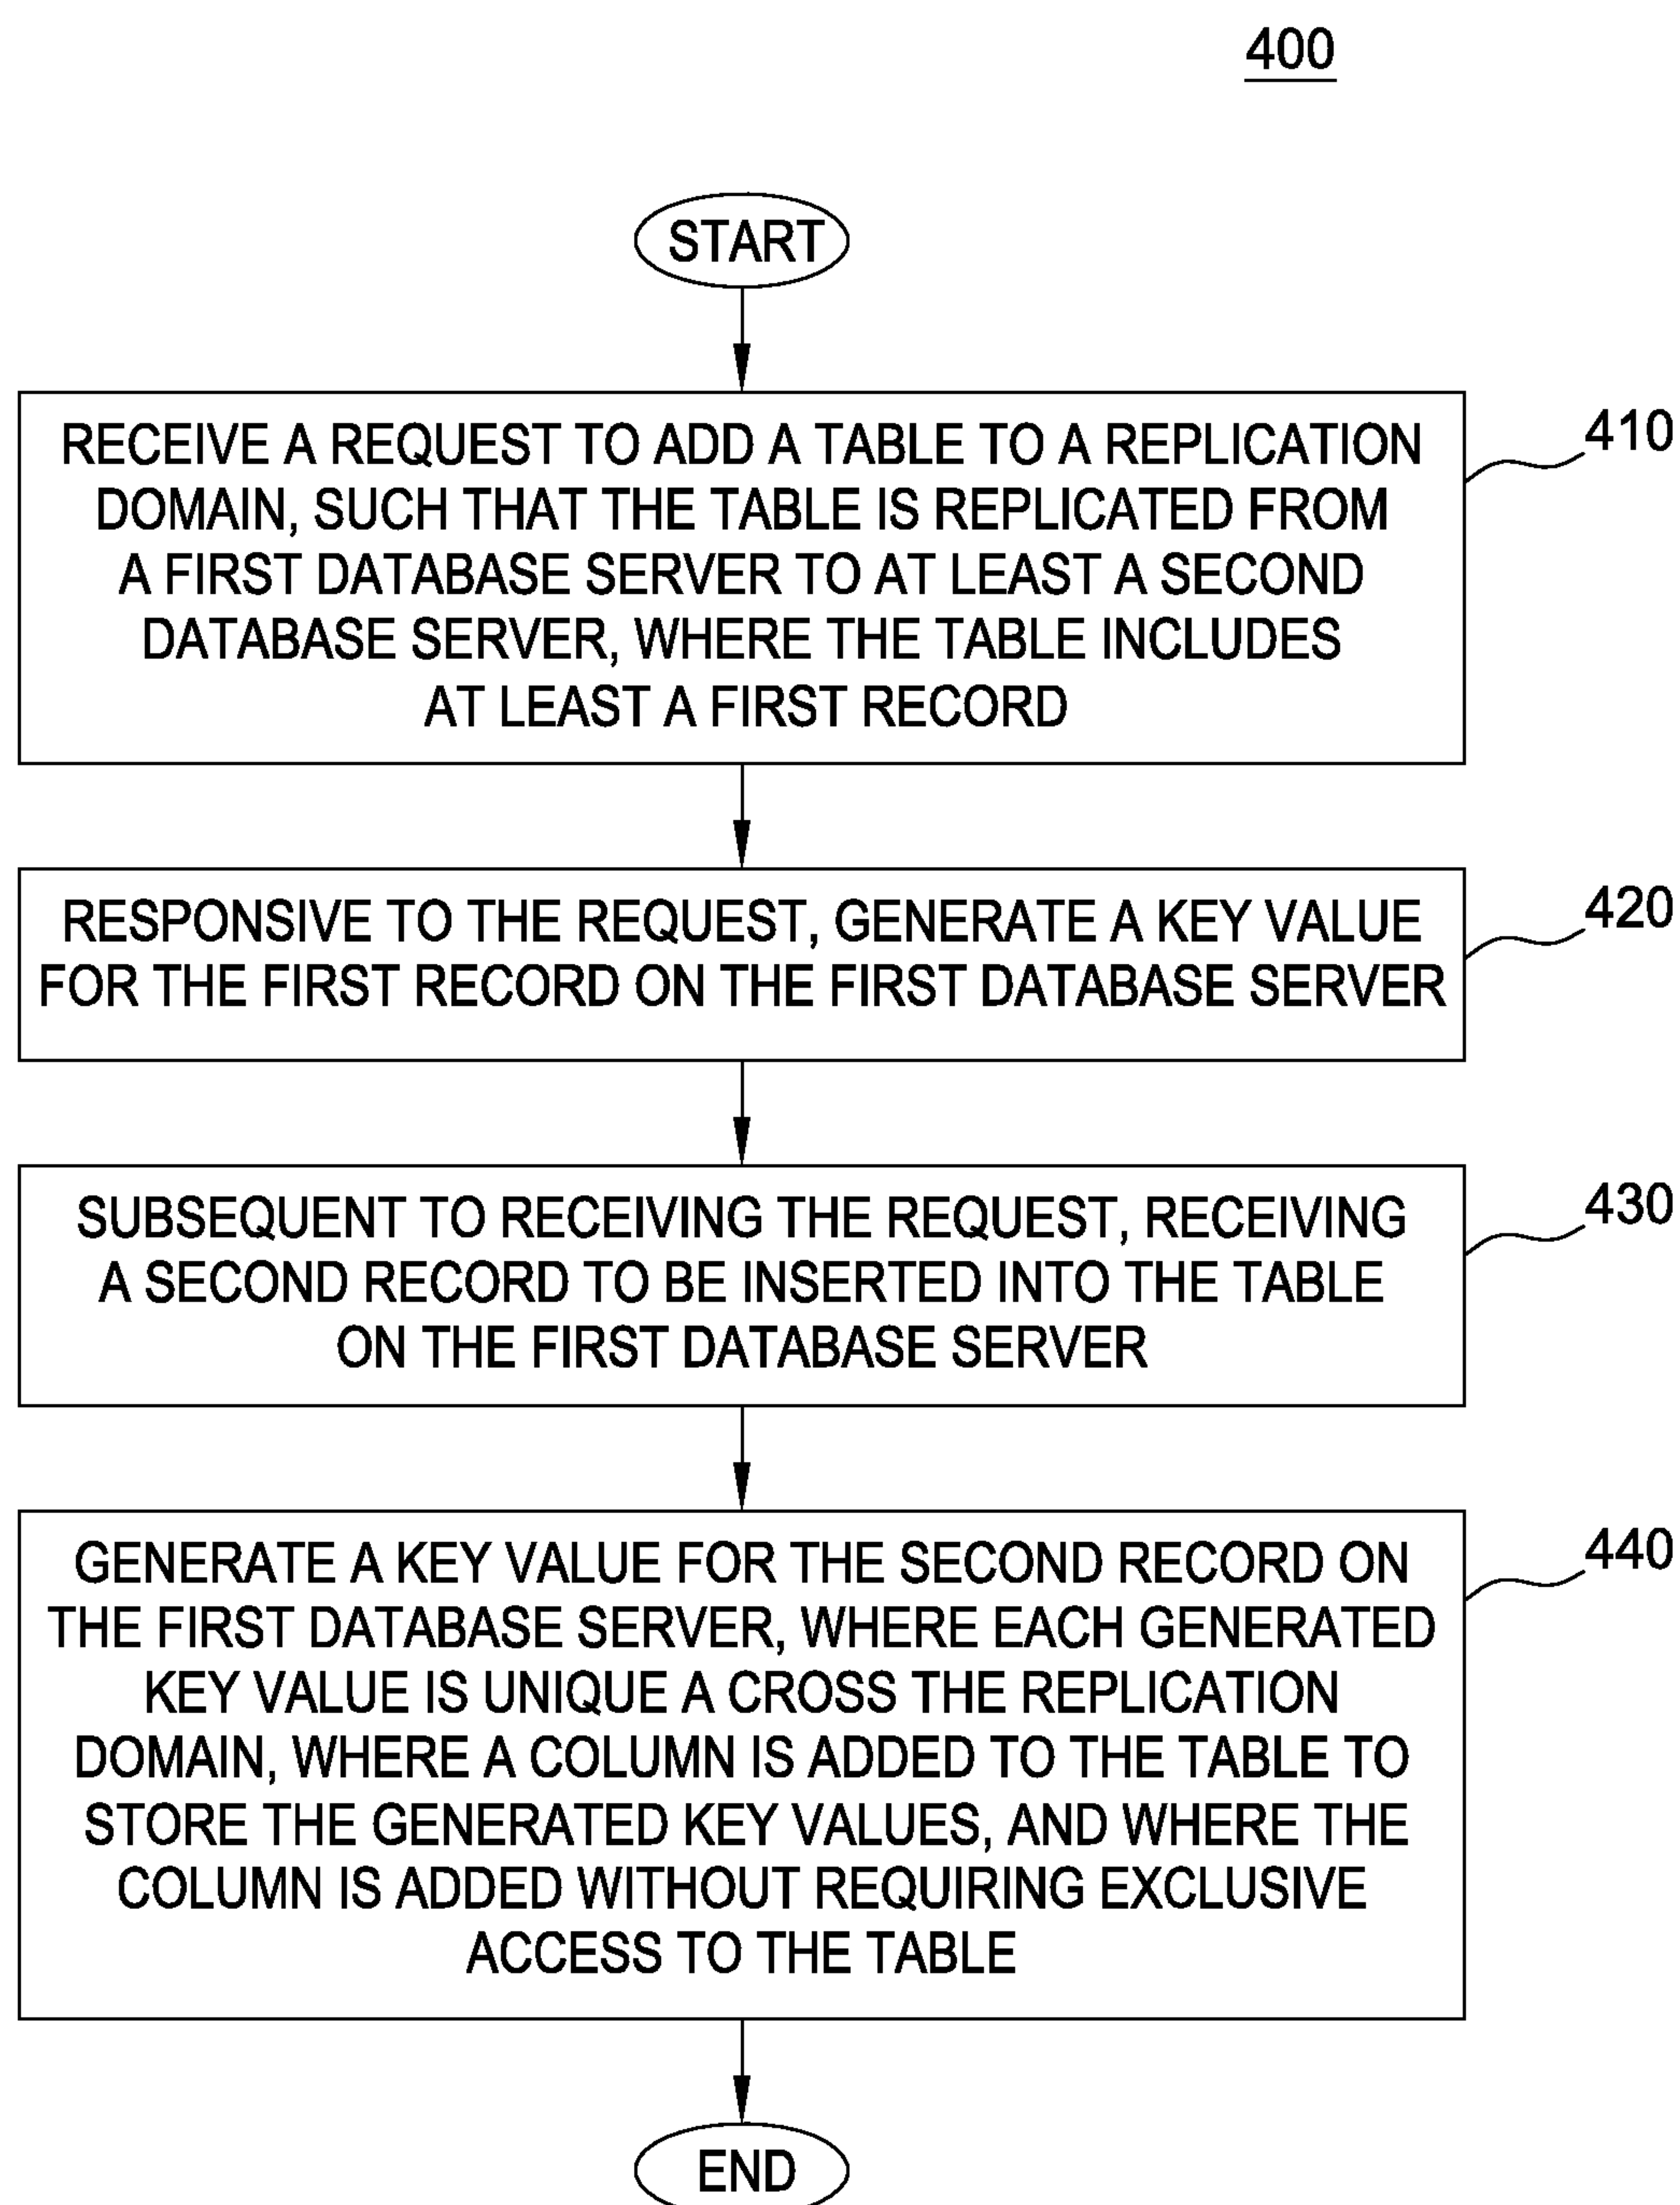 400
START
RECEIVE A REQUEST TO ADD A TABLE TO A REPLICATION
DOMAIN, SUCH THAT THE TABLE IS REPLICATED FROM
A FIRST DATABASE SERVER TO AT LEAST A SECOND
DATABASE SERVER, WHERE THE TABLE INCLUDES
AT LEAST A FIRST RECORD
410
RESPONSIVE TO THE REQUEST, GENERATE A KEY VALUE
FOR THE FIRST RECORD ON THE FIRST DATABASE SERVER
420
SUBSEQUENT TO RECEIVING THE REQUEST, RECEIVING
A SECOND RECORD TO BE INSERTED INTO THE TABLE
ON THE FIRST DATABASE SERVER
430
GENERATE A KEY VALUE FOR THE SECOND RECORD ON
THE FIRST DATABASE SERVER, WHERE EACH GENERATED
KEY VALUE IS UNIQUE A CROSS THE REPLICATION
DOMAIN, WHERE A COLUMN IS ADDED TO THE TABLE TO
STORE THE GENERATED KEY VALUES, AND WHERE THE
COLUMN IS ADDED WITHOUT REQUIRING EXCLUSIVE
ACCESS TO THE TABLE
440
END